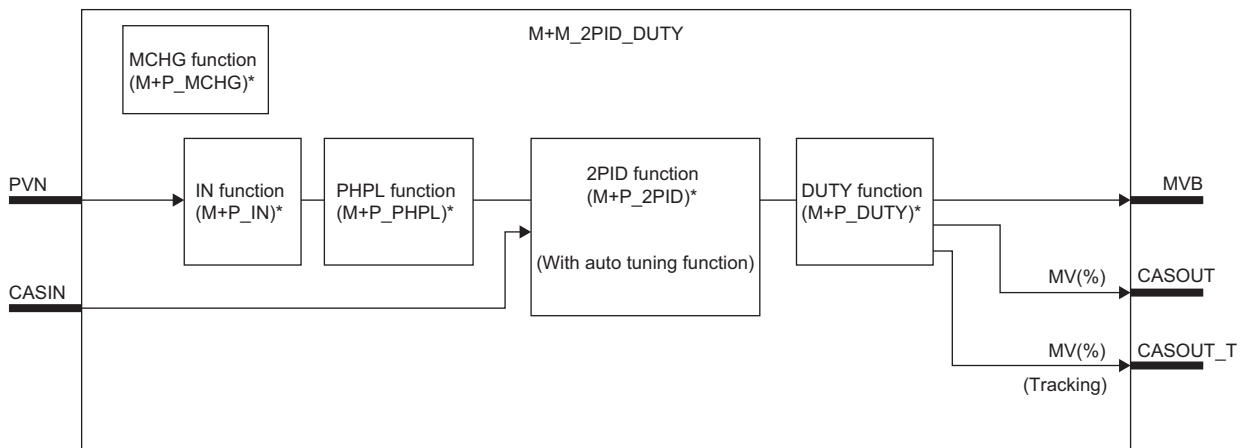 M+M_2PID_DUTY
MCHG function
(M+P_MCHG)*
PVN
IN function
(M+P_IN)*
PHPL function
(M+P_PHPL)*
2PID function
(M+P_2PID)*
(With auto tuning function)
DUTY function
(M+P_DUTY)*
MVB
CASIN
MV(%)
CASOUT
MV(%)
CASOUT_T
(Tracking)